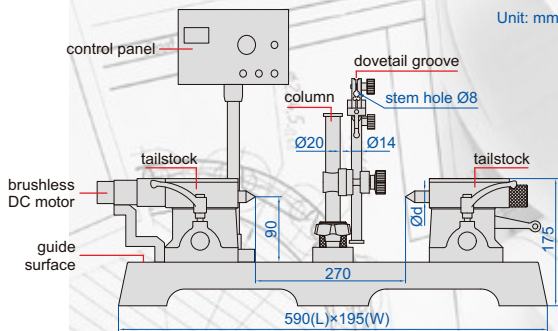 Unit: mm
control panel
dovetail groove
stem hole Ø8
column
Ø20
Ø14
tailstock
tailstock
brushless
DC motor
Ød
90
175
guide
surface
270
590(L)×195(W)